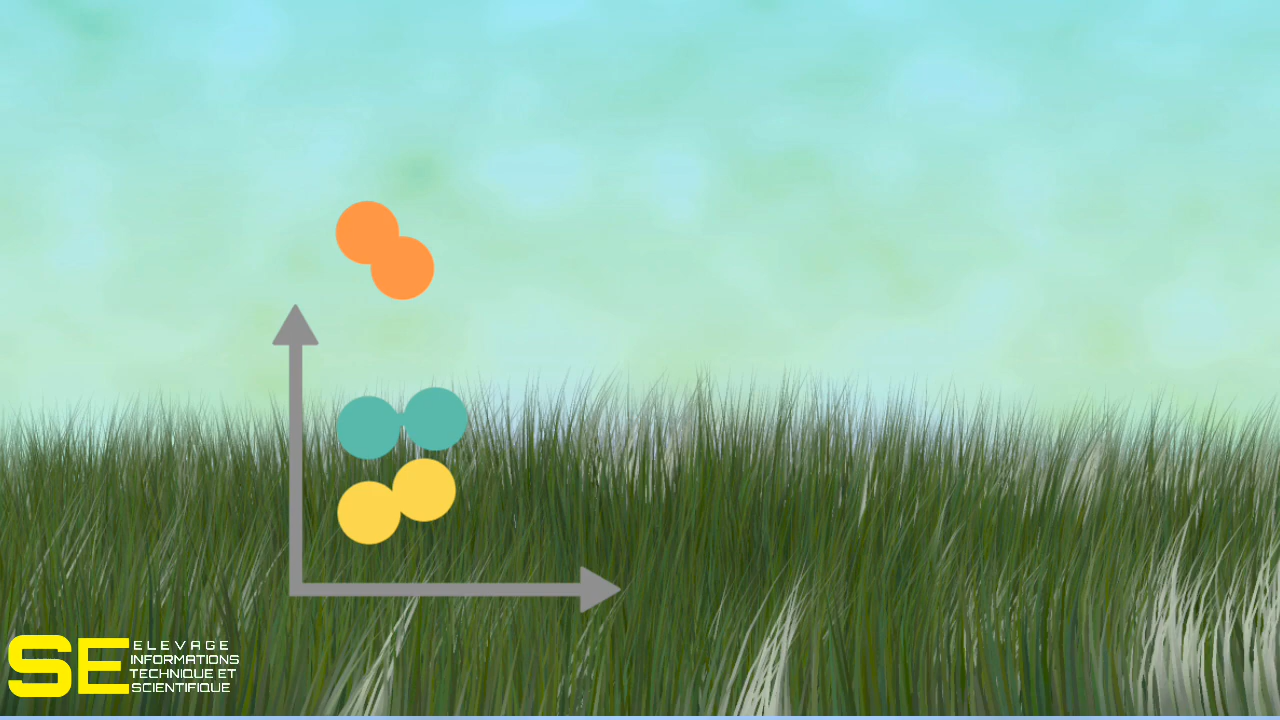 SE
ELEVAGE
INFORMATIONS
TECHNIQUE ET
SCIENTIFIQUE